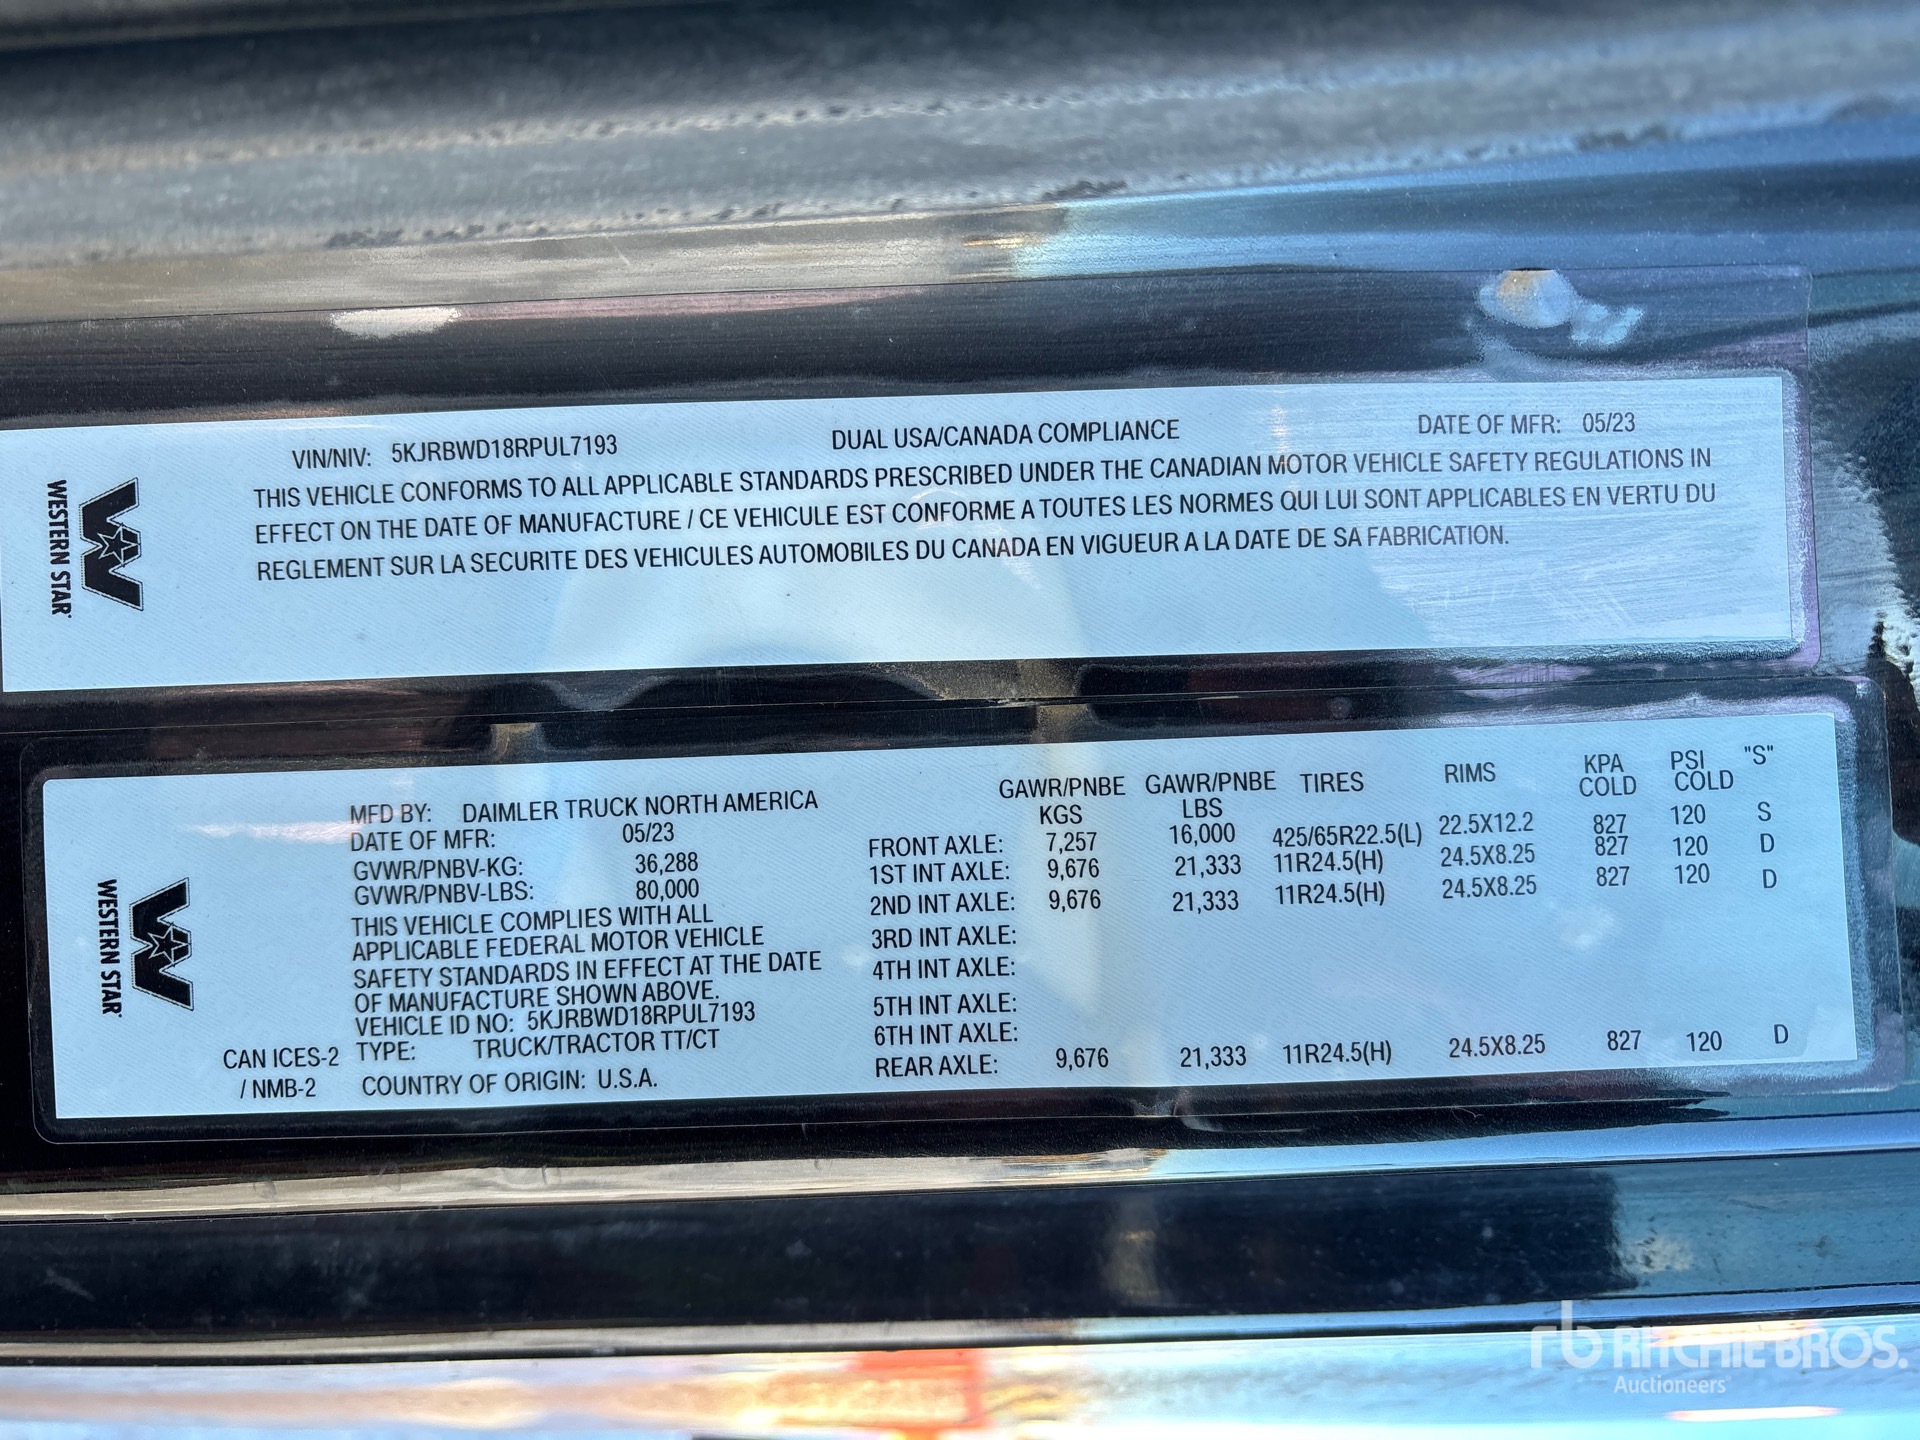 VIN/NIV: 5KJRBWD18RPUL7193 DUAL USA/CANADA COMPLIANCE DATE OF MFR: 05/23
THIS VEHICLE CONFORMS TO ALL APPLICABLE STANDARDS PRESCRIBED UNDER THE CANADIAN MOTOR VEHICLE SAFETY REGULATIONS IN
EFFECT ON THE DATE OF MANUFACTURE / CE VEHICULE EST CONFORME A TOUTES LES NORMES QUI LUI SONT APPLICABLES EN VERTU DU
REGLEMENT SUR LA SECURITE DES VEHICULES AUTOMOBILES DU CANADA EN VIGUEUR A LA DATE DE SA FABRICATION.
WESTERN STAR
WESTERN STAR
MFD BY: DAIMLER TRUCK NORTH AMERICA
DATE OF MFR: 05/23
GVWR/PNBV-KG: 36,288
GVWR/PNBV-LBS: 80,000
THIS VEHICLE COMPLIES WITH ALL
APPLICABLE FEDERAL MOTOR VEHICLE
SAFETY STANDARDS IN EFFECT AT THE DATE
OF MANUFACTURE SHOWN ABOVE.
VEHICLE ID NO: 5KJRBWD18RPUL7193
CAN ICES-2 TYPE: TRUCK/TRACTOR TT/CT
/ NMB-2 COUNTRY OF ORIGIN: U.S.A.
GAWR/PNBE GAWR/PNBE TIRES RIMS KPA PSI "S"
KGS LBS COLD COLD
FRONT AXLE: 7,257 16,000 425/65R22.5(L) 22.5X12.2 827 120 S
1ST INT AXLE: 9,676 21,333 11R24.5(H) 24.5X8.25 827 120 D
2ND INT AXLE: 9,676 21,333 11R24.5(H) 24.5X8.25 827 120 D
3RD INT AXLE:
4TH INT AXLE:
5TH INT AXLE:
6TH INT AXLE:
REAR AXLE: 9,676 21,333 11R24.5(H) 24.5X8.25 827 120 D
rb RITCHIE BROS.
Auctioneers